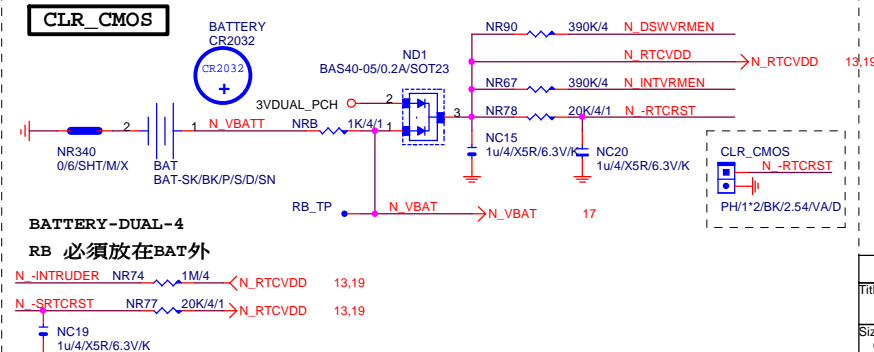 CLR_CMOS
BATTERY
CR2032
CR2032
+
ND1
BAS40-05/0.2A/SOT23
NR90 390K/4 N_DSWVRMEN
N_RTCVDD N_RTCVDD 13,19
NR67 390K/4 N_INTVRMEN
NR78 20K/4/1 N_-RTCRST
3VDUAL_PCH 2
3
2 1 N_VBATT NRB 1K/4/1 1
NR340
0/6/SHT/M/X
BAT
BAT-SK/BK/P/S/D/SN
NC15
1u/4/X5R/6.3V/K
NC20
1u/4/X5R/6.3V/K
CLR_CMOS
N_-RTCRST
PH/1*2/BK/2.54/VA/D
RB_TP N_VBAT N_VBAT 17
BATTERY-DUAL-4
RB 必須放在BAT外
N_-INTRUDER NR74 1M/4 N_RTCVDD 13,19
N_-SRTCRST NR77 20K/4/1 N_RTCVDD 13,19
NC19
1u/4/X5R/6.3V/K